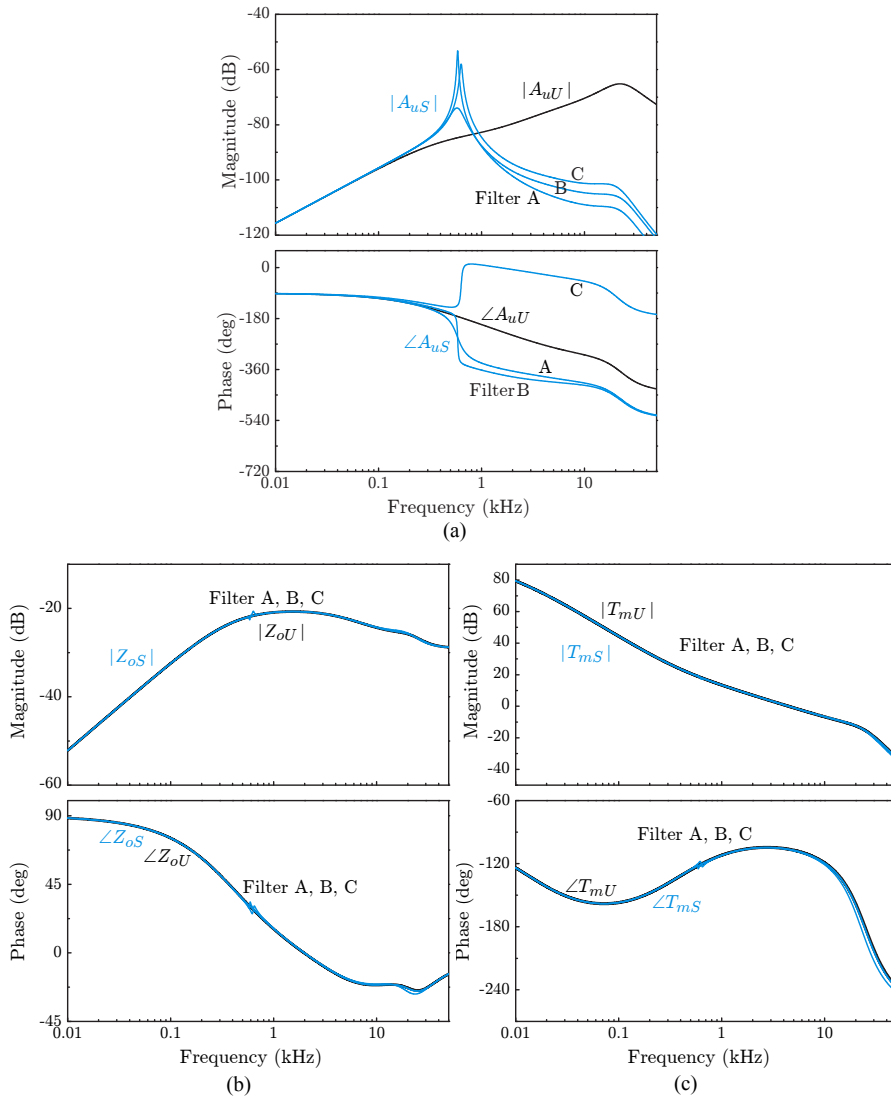 -40
-60
-80
-100
-120
Magnitude (dB)
|A_uS|
|A_uU|
C
B
Filter A
0
-180
-360
-540
-720
Phase (deg)
C
∠A_uU
∠A_uS
A
FilterB
0.01 0.1 1 10
Frequency (kHz)
(a)
-20
-40
-60
Magnitude (dB)
Filter A, B, C
|Z_oU|
|Z_oS|
90
45
0
-45
Phase (deg)
∠Z_oS
∠Z_oU
Filter A, B, C
0.01 0.1 1 10
Frequency (kHz)
(b)
80
60
40
20
0
-20
-40
Magnitude (dB)
|T_mU|
|T_mS|
Filter A, B, C
-60
-120
-180
-240
Phase (deg)
Filter A, B, C
∠T_mU
∠T_mS
0.01 0.1 1 10
Frequency (kHz)
(c)